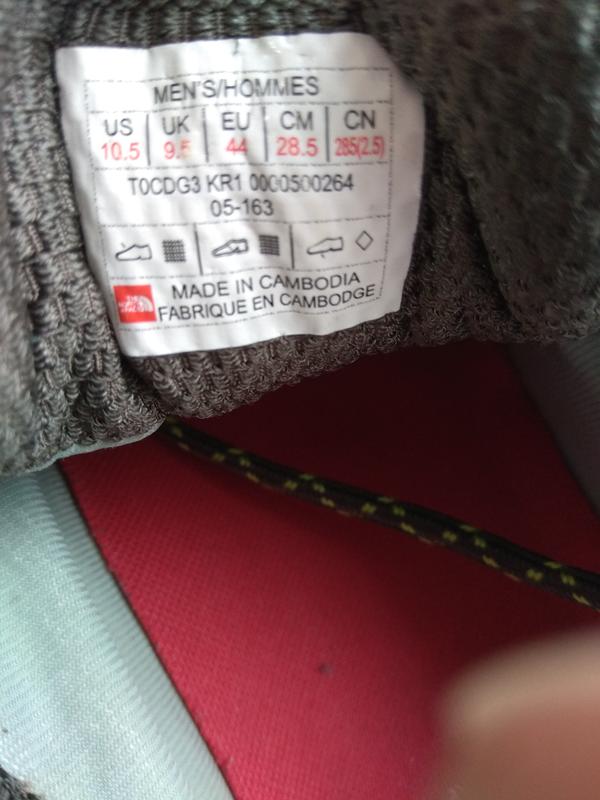 MEN'S/HOMMES
US UK EU CM CN
10.5 9.5 44 28.5 285(2.5)
T0CDG3 KR1 0000500264
05-163
MADE IN CAMBODIA
FABRIQUE EN CAMBODGE